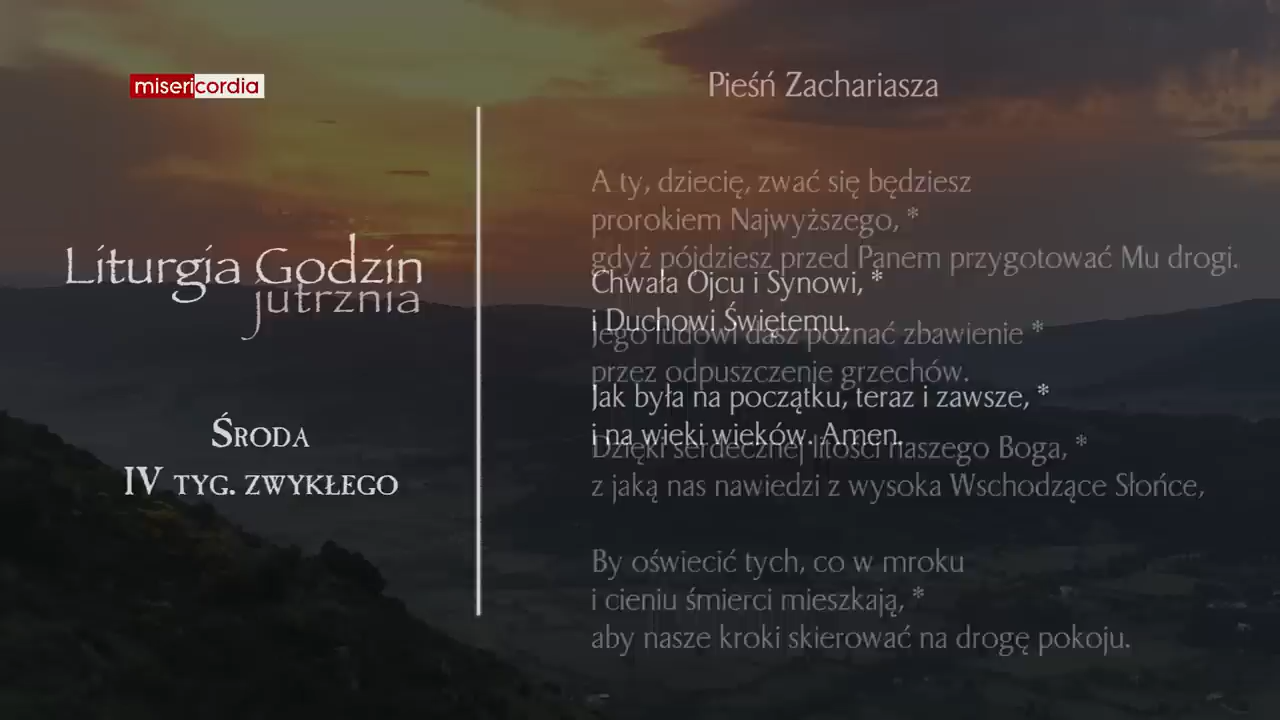 misericordia
Liturgia Godzin
jutrznia
Środa
IV tyg. zwykłego
Pieśń Zachariasza
A ty, dziecię, zwać się będziesz
prorokiem Najwyższego, *
gdyż pójdziesz przed Panem przygotować Mu drogi.
Chwała Ojcu i Synowi, *
i Duchowi Świętemu.
Jego ludowi dasz poznać zbawienie *
przez odpuszczenie grzechów.
Jak była na początku, teraz i zawsze, *
i na wieki wieków. Amen.
Dzięki serdecznej litości naszego Boga, *
z jaką nas nawiedzi z wysoka Wschodzące Słońce,
By oświecić tych, co w mroku
i cieniu śmierci mieszkają, *
aby nasze kroki skierować na drogę pokoju.